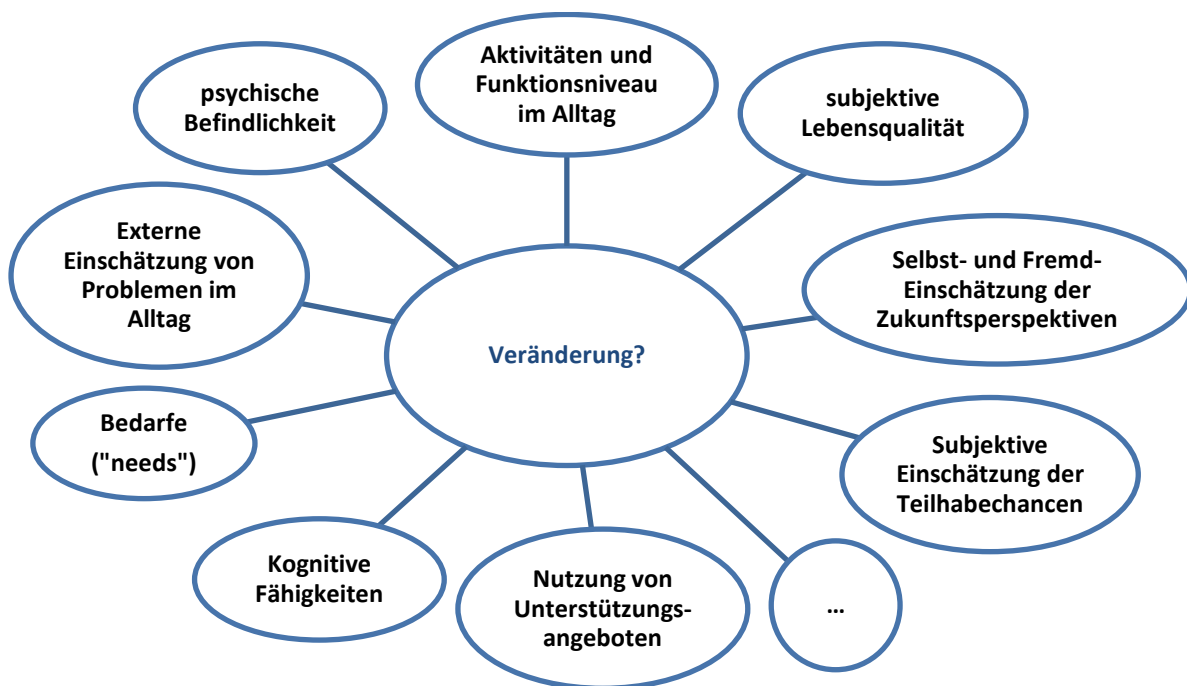 psychische
Befindlichkeit
Aktivitäten und
Funktionsniveau
im Alltag
subjektive
Lebensqualität
Externe
Einschätzung von
Problemen im
Alltag
Selbst- und Fremd-
Einschätzung der
Zukunftsperspektiven
Veränderung?
Bedarfe
("needs")
Subjektive
Einschätzung der
Teilhabechancen
Kognitive
Fähigkeiten
Nutzung von
Unterstützungs-
angeboten
...